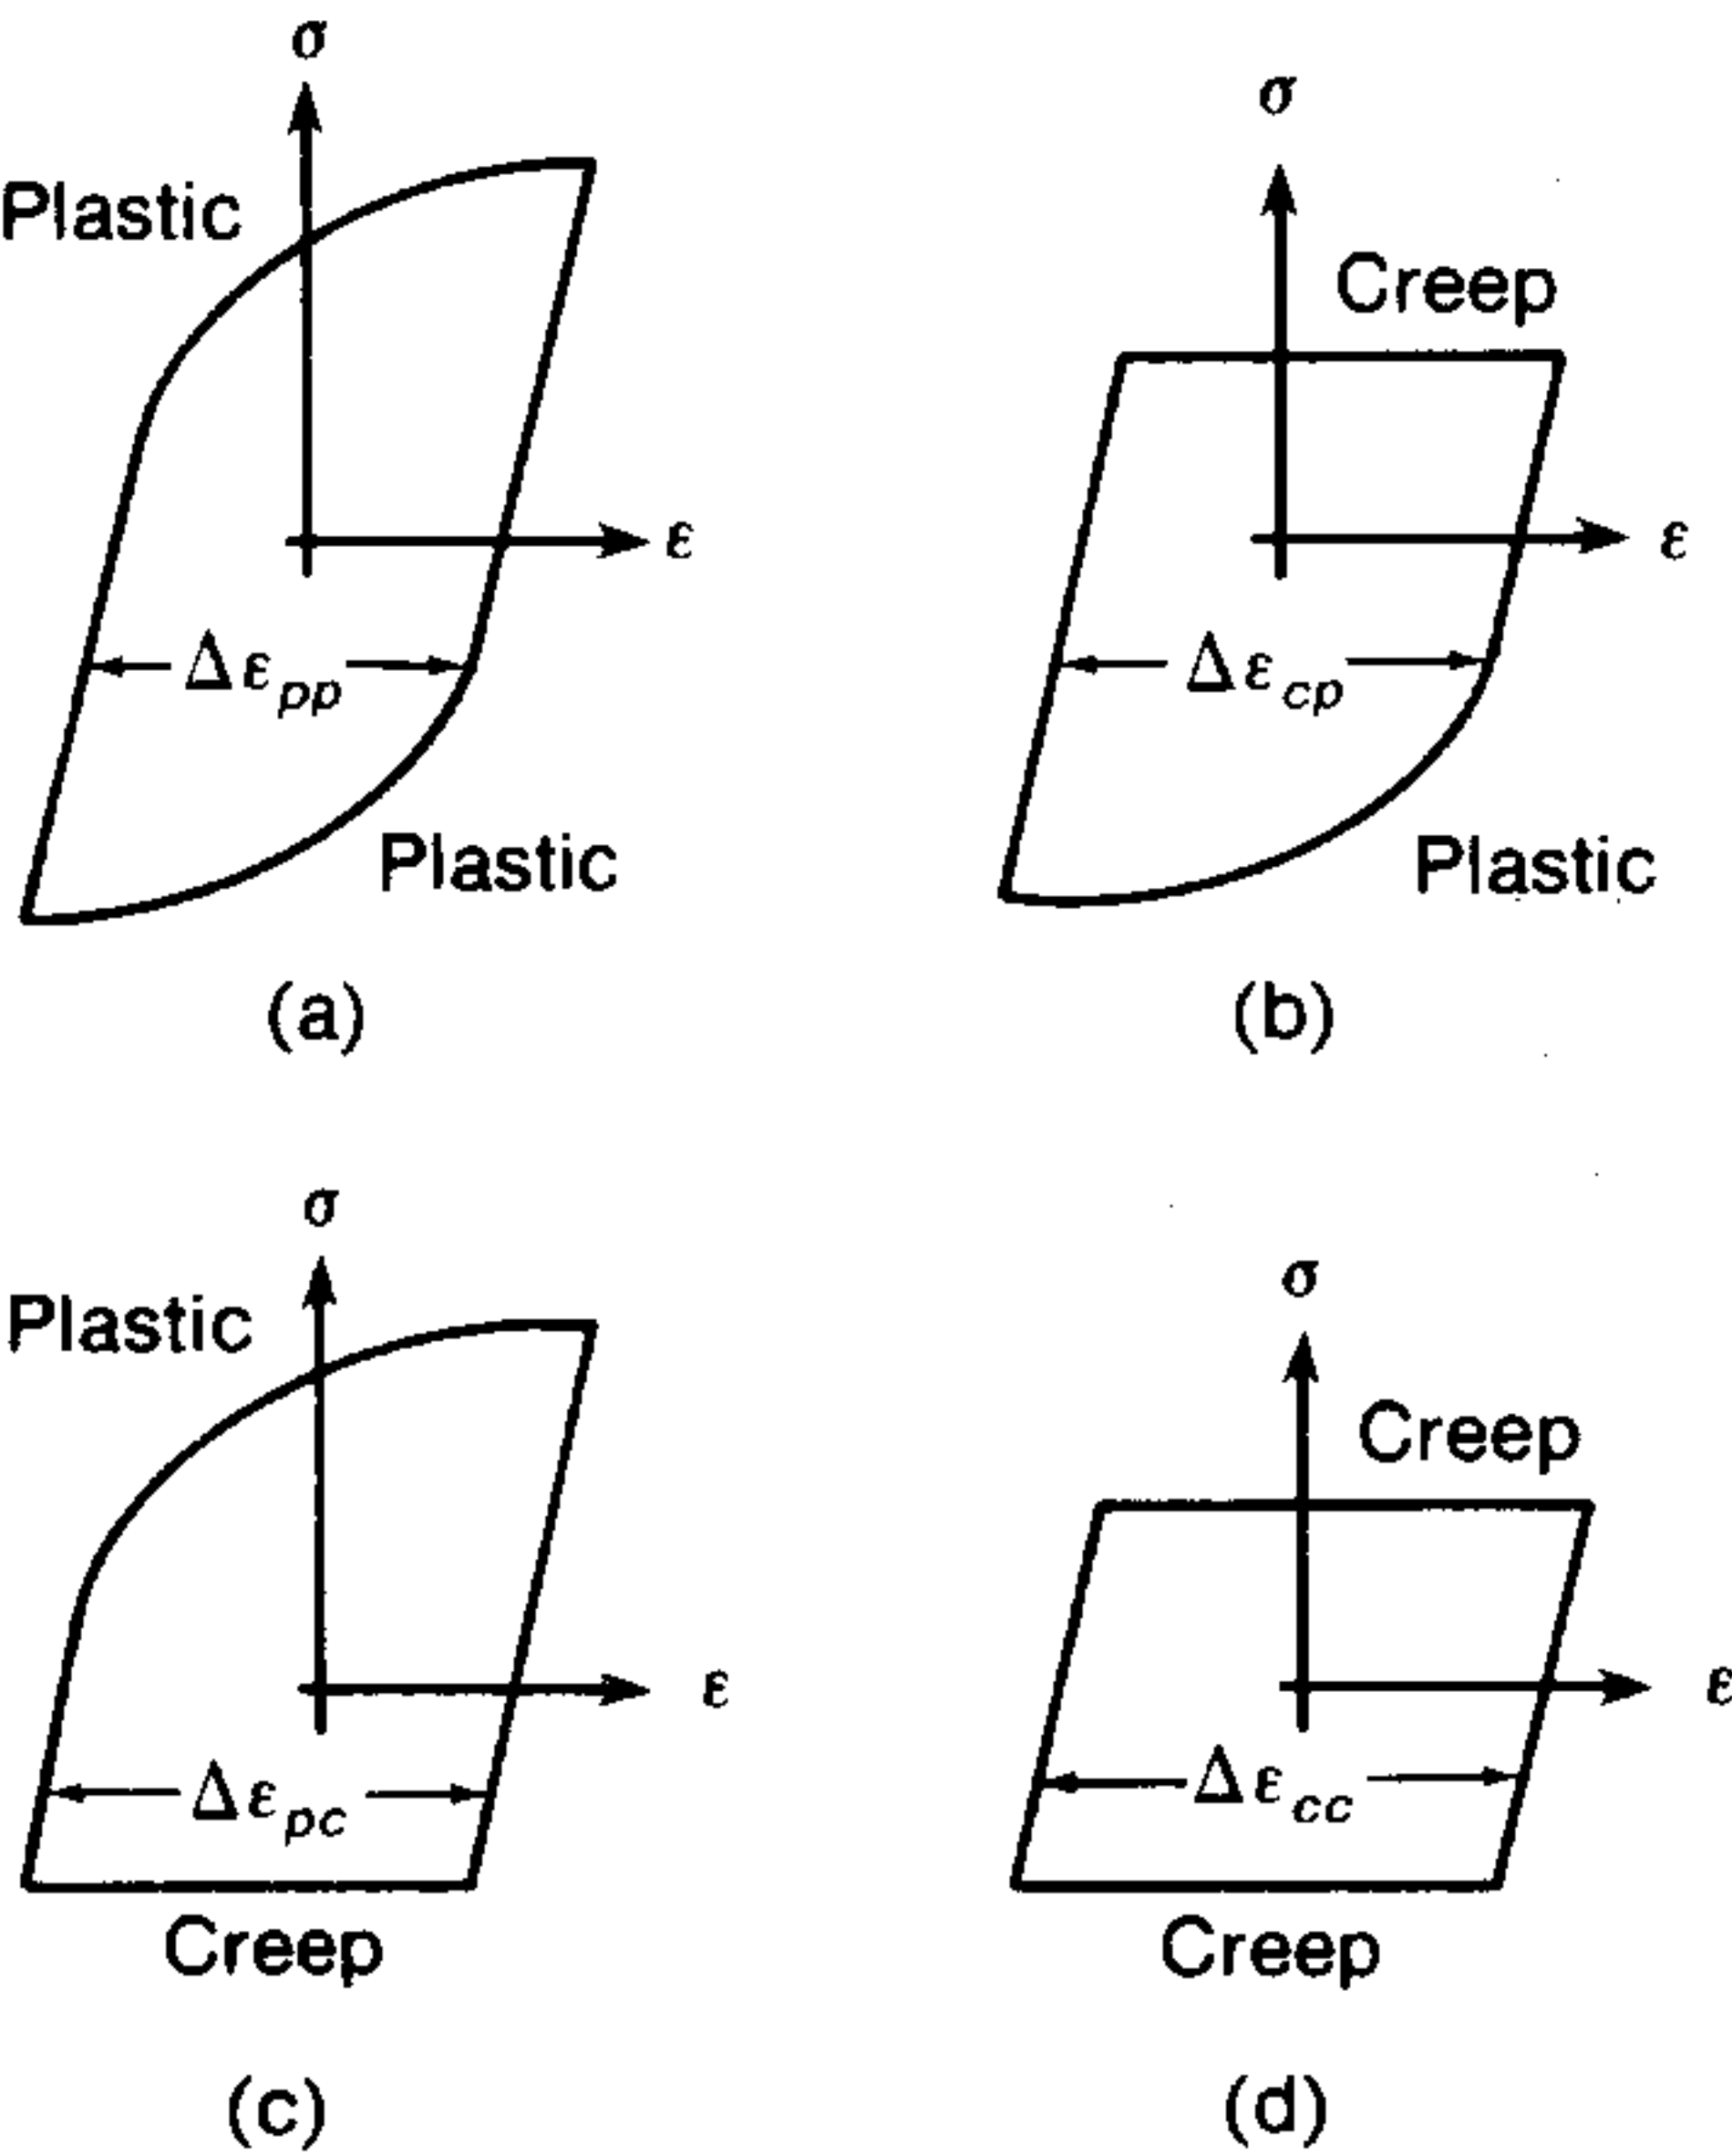 σ
Plastic
ε
Δε_pp
Plastic
(a)
σ
Creep
ε
Δε_cp
Plastic
(b)
σ
Plastic
ε
Δε_pc
Creep
(c)
σ
Creep
ε
Δε_cc
Creep
(d)